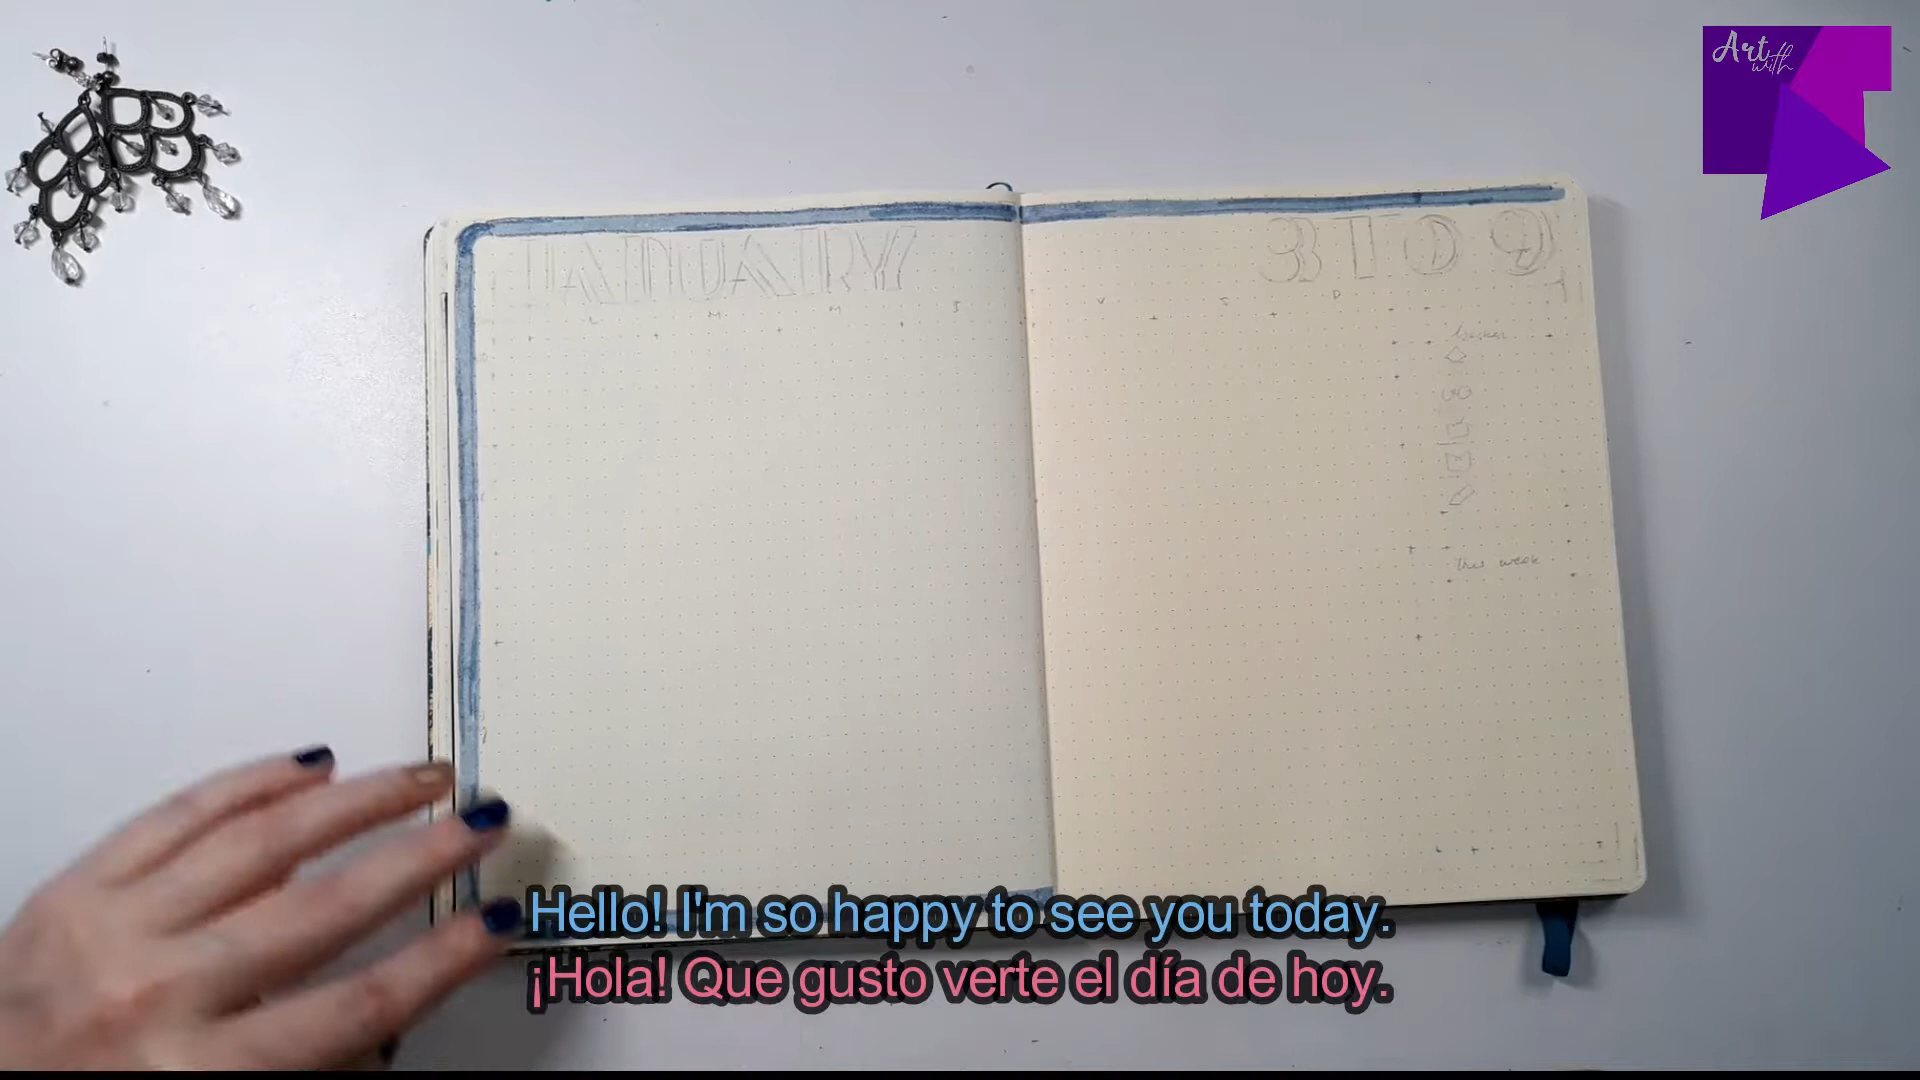 Art
with
JANUARY
3 TO 9
L M M J V S D
This week
Hello! I'm so happy to see you today.
¡Hola! Que gusto verte el día de hoy.